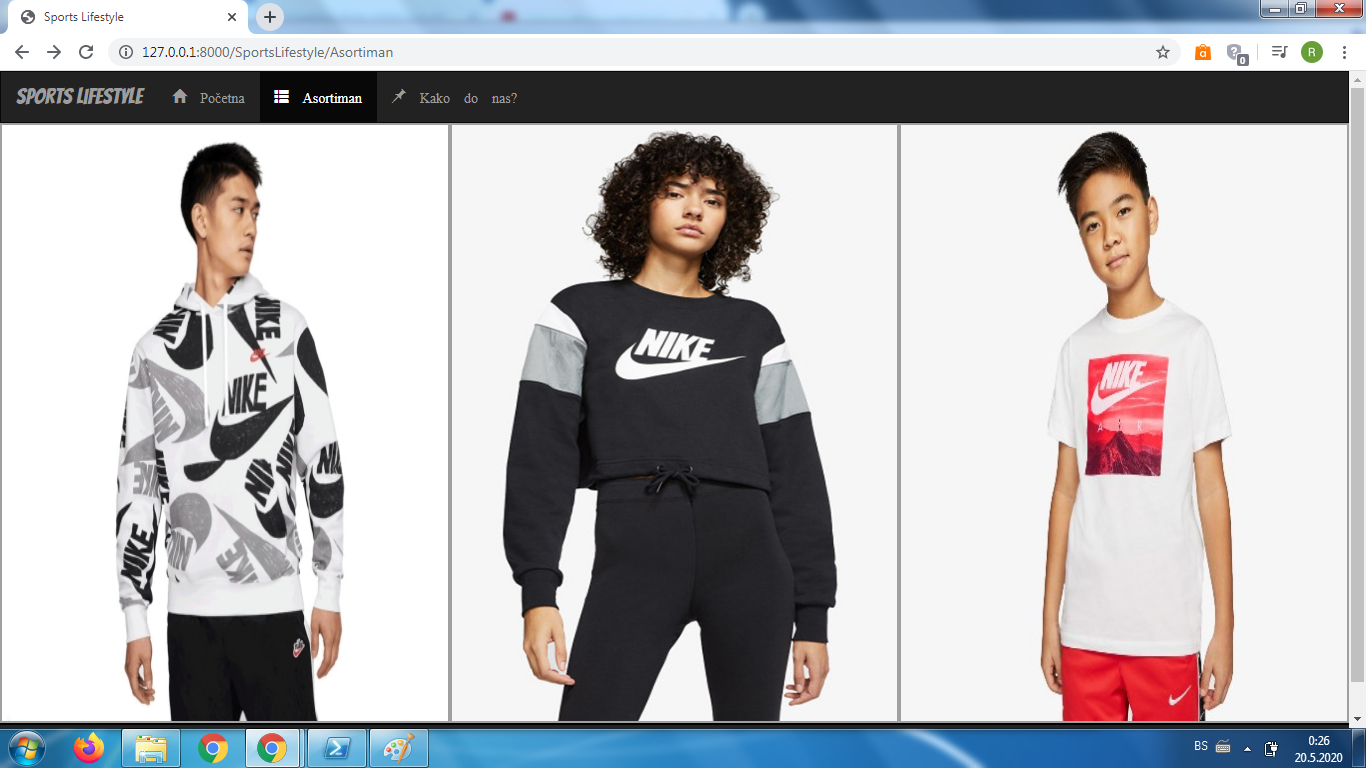 Sports Lifestyle
127.0.0.1:8000/SportsLifestyle/Asortiman
R
0
SPORTS LIFESTYLE Početna Asortiman Kako do nas?
NIKE
NIKE
NIKE
NIKE
NIKE
NIKE
NIKE
NIKE
AIR
BS
0:26
20.5.2020